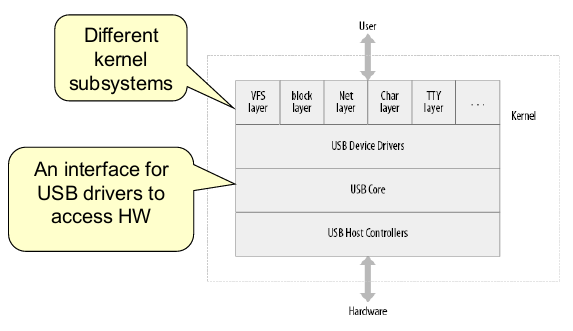 Different
kernel
subsystems
User
VFS
layer
block
layer
Net
layer
Char
layer
TTY
layer
. . .
Kernel
USB Device Drivers
An interface for
USB drivers to
access HW
USB Core
USB Host Controllers
Hardware